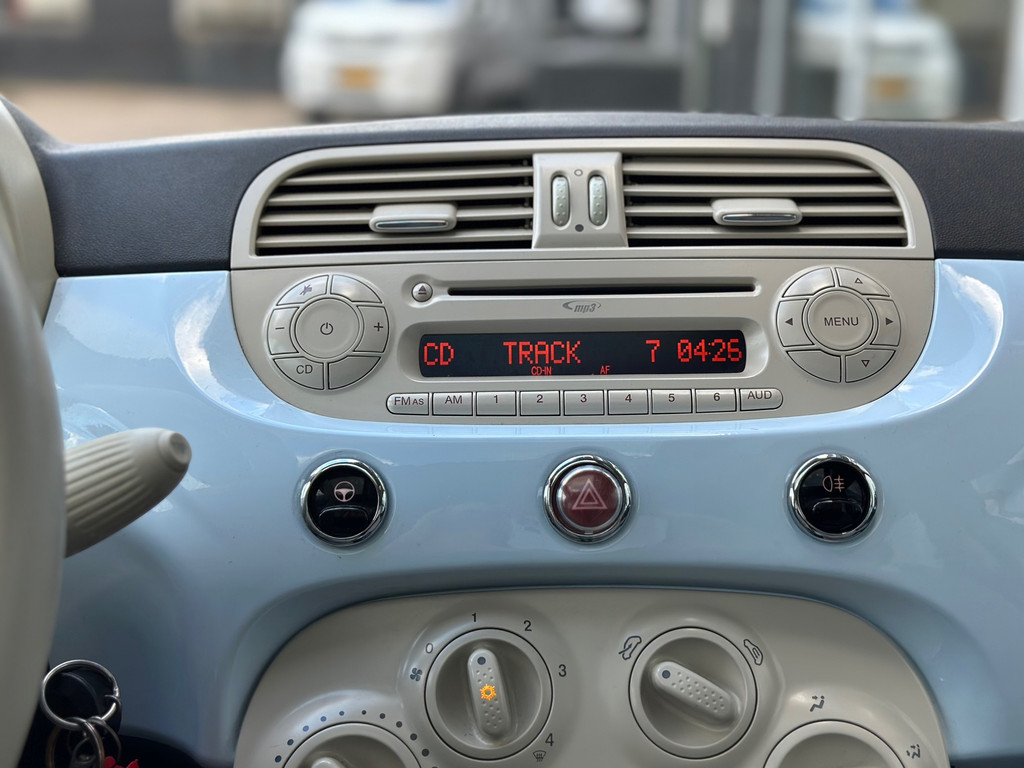 mp3
MENU
CD TRACK 7 04:26
CD-IN AF
CD
FM AS AM 1 2 3 4 5 6 AUD
0 1 2 3 4